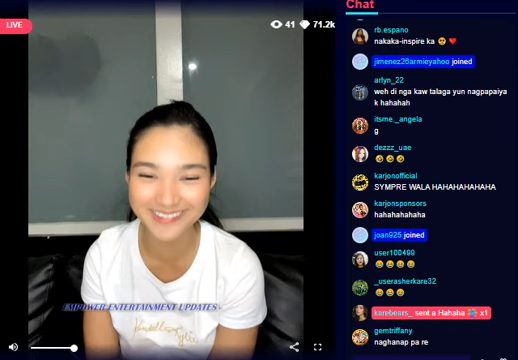 LIVE
41 71.2k
Chat
rb.espano
nakaka-inspire ka
jimenez26armieyahoo joined
arlyn_22
weh di nga kaw talaga yun nagpapaiya
k hahahah
itsme._angela
g
dezzz_uae
karjonofficial
SYMPRE WALA HAHAHAHAHAHA
karjonsponsors
hahahahahaha
joan925 joined
user100499
_userasherkare32
karebeses_ sent a Hahaha x1
gemtriffany
naghanap pa re
EMPOWER ENTERTAINMENT UPDATES